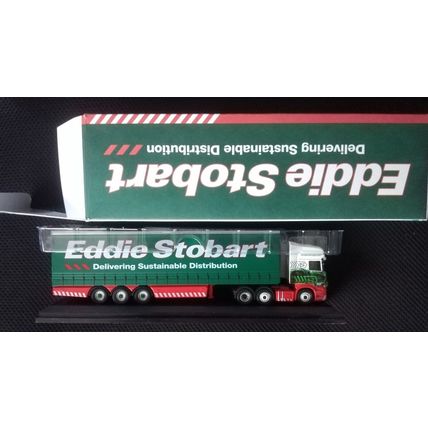 Eddie Stobart
Delivering Sustainable Distribution
Eddie Stobart
Delivering Sustainable Distribution